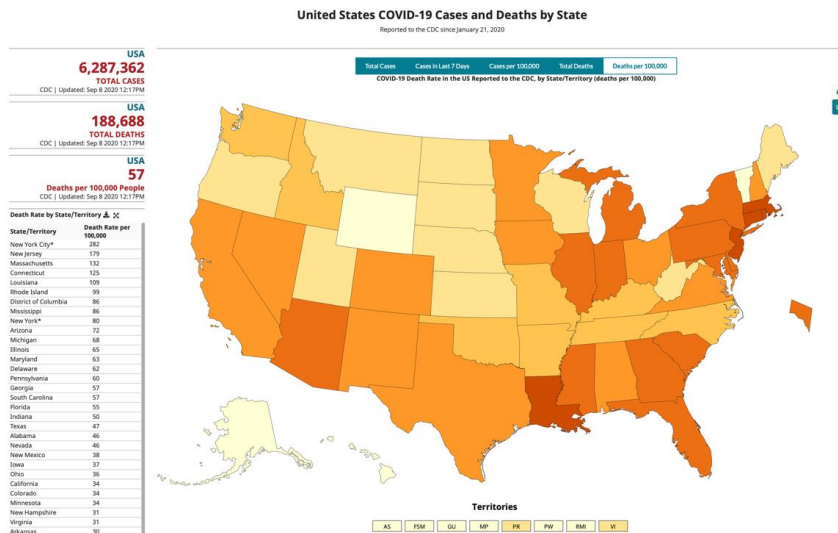 United States COVID-19 Cases and Deaths by State
Reported to the CDC since January 21, 2020
USA
6,287,362
TOTAL CASES
CDC | Updated: Sep 8 2020 12:17PM
USA
188,688
TOTAL DEATHS
CDC | Updated: Sep 8 2020 12:17PM
USA
57
Deaths per 100,000 People
CDC | Updated: Sep 8 2020 12:17PM
Death Rate by State/Territory
State/Territory Death Rate per 100,000
New York City* 282
New Jersey 179
Massachusetts 132
Connecticut 125
Louisiana 109
Rhode Island 99
District of Columbia 86
Mississippi 86
New York* 80
Arizona 72
Michigan 68
Illinois 65
Maryland 63
Delaware 62
Pennsylvania 60
Georgia 57
South Carolina 57
Florida 55
Indiana 50
Texas 47
Alabama 46
Nevada 46
New Mexico 38
Iowa 37
Ohio 36
California 34
Colorado 34
Minnesota 34
New Hampshire 31
Virginia 31
Arkansas 30
Total Cases Cases in Last 7 Days Cases per 100,000 Total Deaths Deaths per 100,000
COVID-19 Death Rate in the US Reported to the CDC, by State/Territory (deaths per 100,000)
Territories
AS FSM GU MP PR PW RMI VI